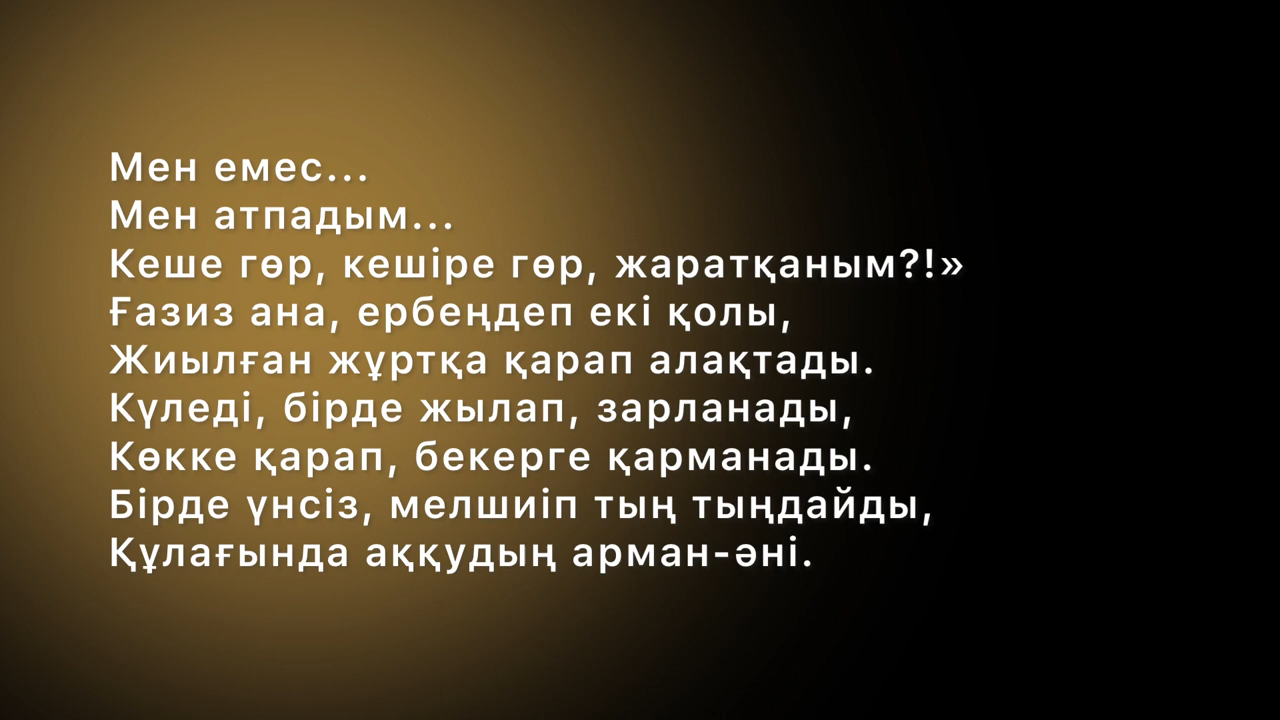 Мен емес...
Мен атпадым...
Кеше гөр, кешіре гөр, жаратқаным?!»
Ғазиз ана, ербеңдеп екі қолы,
Жиылған жұртқа қарап алақтады.
Күледі, бірде жылап, зарланады,
Көкке қарап, бекерге қарманады.
Бірде үнсіз, мелшиіп тың тыңдайды,
Құлағында аққудың арман-әні.